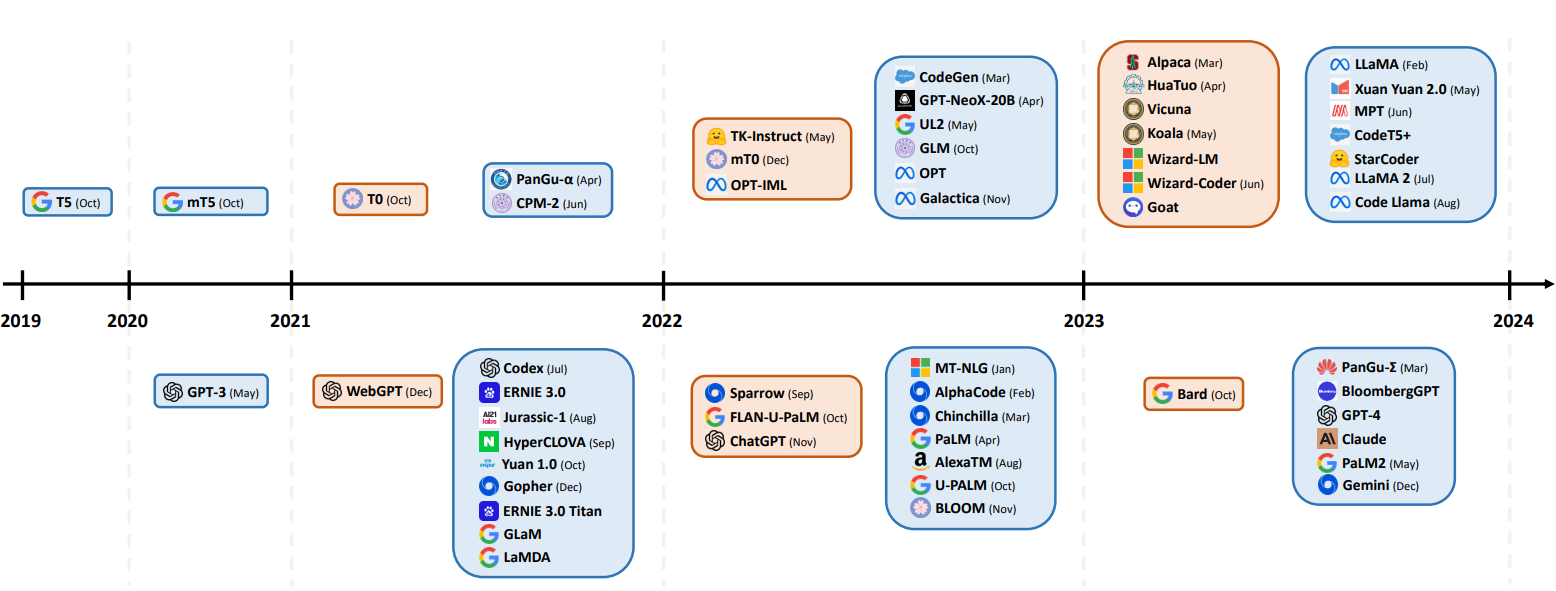 T5 (Oct)
mT5 (Oct)
T0 (Oct)
PanGu-α (Apr)
CPM-2 (Jun)
TK-Instruct (May)
mT0 (Dec)
OPT-IML
CodeGen (Mar)
GPT-NeoX-20B (Apr)
UL2 (May)
GLM (Oct)
OPT
Galactica (Nov)
Alpaca (Mar)
HuaTuo (Apr)
Vicuna
Koala (May)
Wizard-LM
Wizard-Coder (Jun)
Goat
LLaMA (Feb)
Xuan Yuan 2.0 (May)
MPT (Jun)
CodeT5+
StarCoder
LLaMA 2 (Jul)
Code Llama (Aug)
2019 2020 2021 2022 2023 2024
GPT-3 (May)
WebGPT (Dec)
Codex (Jul)
ERNIE 3.0
AI21 labs Jurassic-1 (Aug)
N HyperCLOVA (Sep)
Yuan 1.0 (Oct)
Gopher (Dec)
ERNIE 3.0 Titan
GLaM
LaMDA
Sparrow (Sep)
FLAN-U-PaLM (Oct)
ChatGPT (Nov)
MT-NLG (Jan)
AlphaCode (Feb)
Chinchilla (Mar)
PaLM (Apr)
AlexaTM (Aug)
U-PALM (Oct)
BLOOM (Nov)
Bard (Oct)
PanGu-Σ (Mar)
BloombergGPT
GPT-4
Claude
PaLM2 (May)
Gemini (Dec)